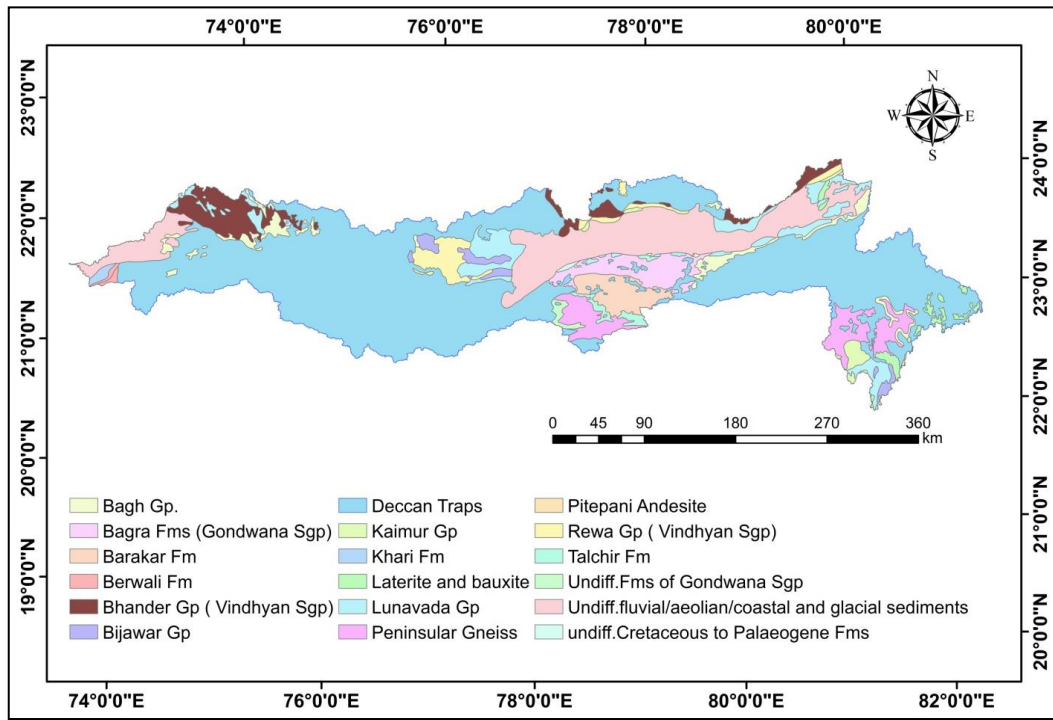 74°0'0"E 76°0'0"E 78°0'0"E 80°0'0"E
23°0'0"N
22°0'0"N
21°0'0"N
20°0'0"N
19°0'0"N
N
W E
S
24°0'0"N
23°0'0"N
22°0'0"N
21°0'0"N
20°0'0"N
0 45 90 180 270 360
km
Bagh Gp.
Bagra Fms (Gondwana Sgp)
Barakar Fm
Berwali Fm
Bhander Gp ( Vindhyan Sgp)
Bijawar Gp
Deccan Traps
Kaimur Gp
Khari Fm
Laterite and bauxite
Lunavada Gp
Peninsular Gneiss
Pitepani Andesite
Rewa Gp ( Vindhyan Sgp)
Talchir Fm
Undiff.Fms of Gondwana Sgp
Undiff.fluvial/aeolian/coastal and glacial sediments
undiff.Cretaceous to Palaeogene Fms
74°0'0"E 76°0'0"E 78°0'0"E 80°0'0"E 82°0'0"E